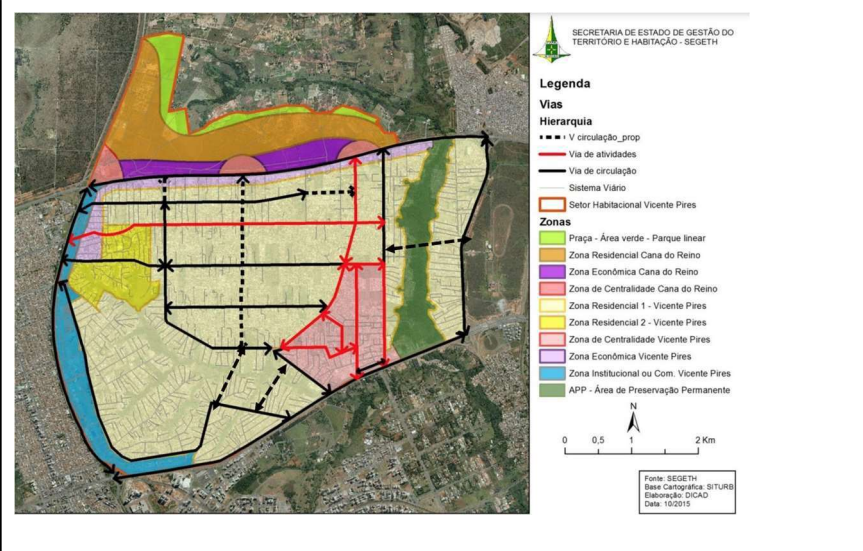 SECRETARIA DE ESTADO DE GESTÃO DO
TERRITÓRIO E HABITAÇÃO - SEGETH
Legenda
Vias
Hierarquia
V circulação_prop
Via de atividades
Via de circulação
Sistema Viário
Setor Habitacional Vicente Pires
Zonas
Praça - Área verde - Parque linear
Zona Residencial Cana do Reino
Zona Econômica Cana do Reino
Zona de Centralidade Cana do Reino
Zona Residencial 1 - Vicente Pires
Zona Residencial 2 - Vicente Pires
Zona de Centralidade Vicente Pires
Zona Econômica Vicente Pires
Zona Institucional ou Com. Vicente Pires
APP - Área de Preservação Permanente
N
0 0,5 1 2 Km
Fonte: SEGETH
Base Cartográfica: SITURB
Elaboração: DICAD
Data: 10/2015